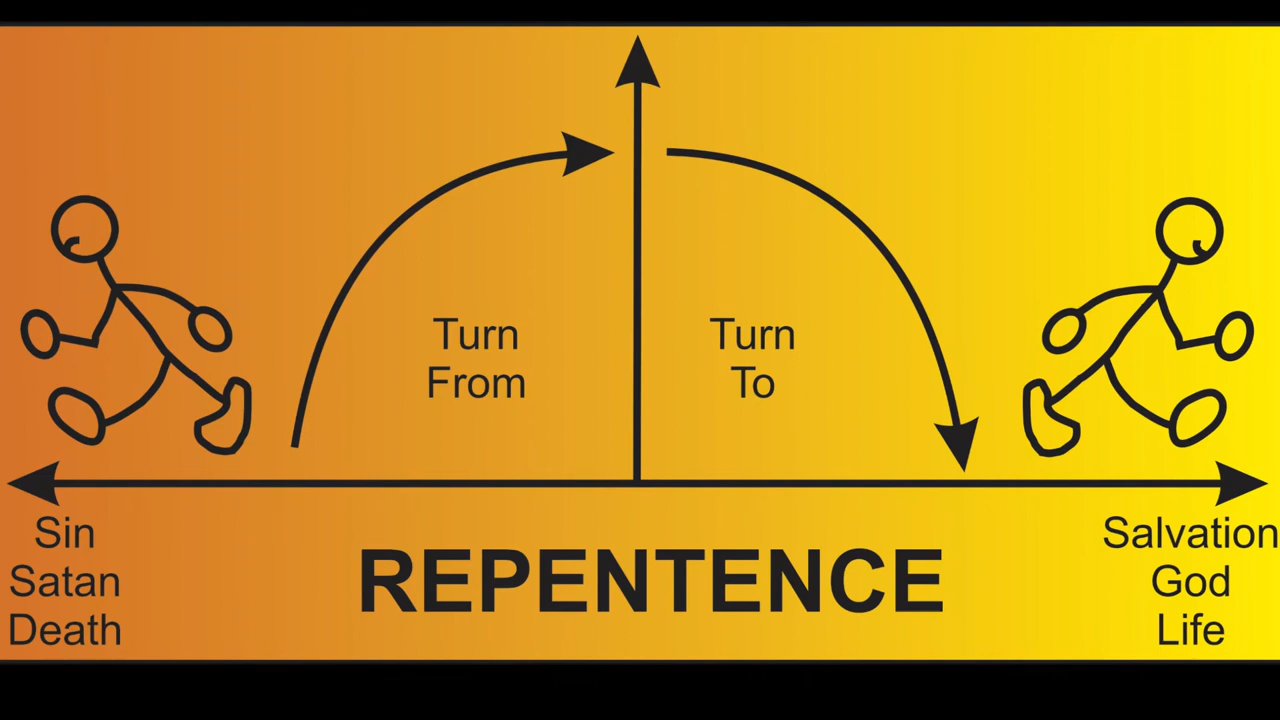 Turn
From
Turn
To
Sin
Satan
Death
REPENTENCE
Salvation
God
Life